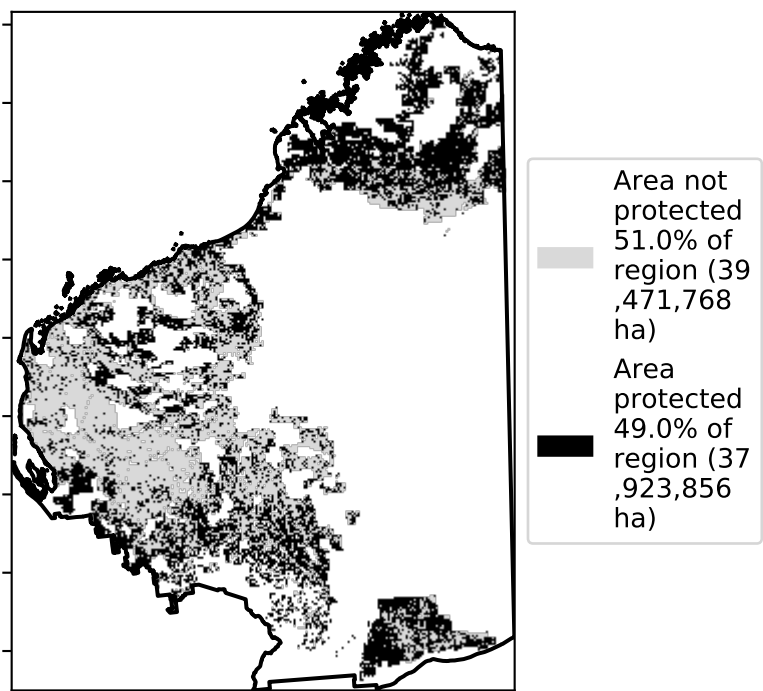 Area not
protected
51.0% of
region (39
,471,768
ha)
Area
protected
49.0% of
region (37
,923,856
ha)